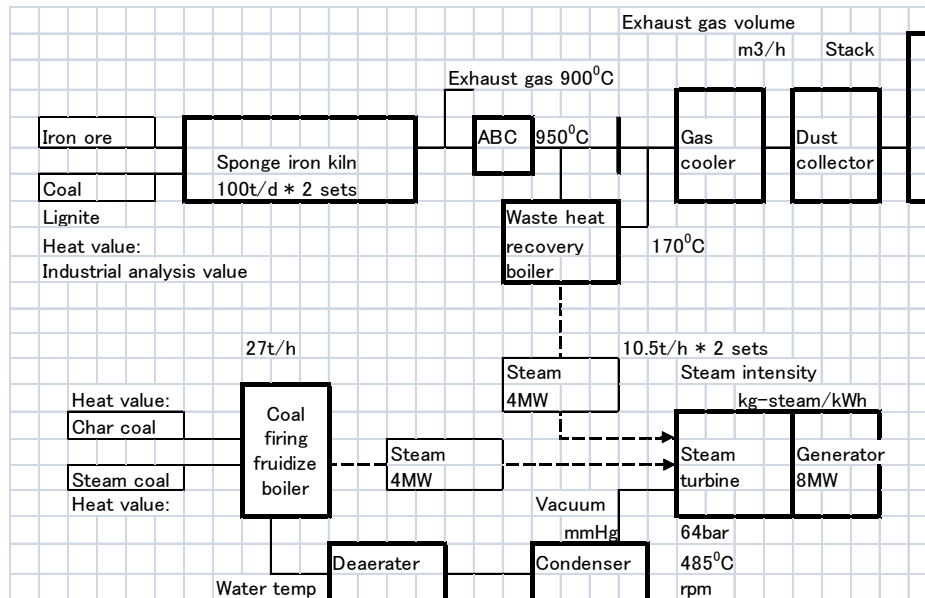 Exhaust gas volume
m3/h Stack
Exhaust gas 900⁰C
Iron ore
ABC
950⁰C
Gas
cooler
Dust
collector
Sponge iron kiln
100t/d * 2 sets
Coal
Lignite
Heat value:
Industrial analysis value
Waste heat
recovery
boiler
170⁰C
27t/h
10.5t/h * 2 sets
Steam
4MW
Steam intensity
kg-steam/kWh
Heat value:
Char coal
Steam coal
Heat value:
Coal
firing
fruidize
boiler
Steam
4MW
Steam
turbine
Generator
8MW
Vacuum
mmHg
64bar
485⁰C
rpm
Deaerater
Condenser
Water temp